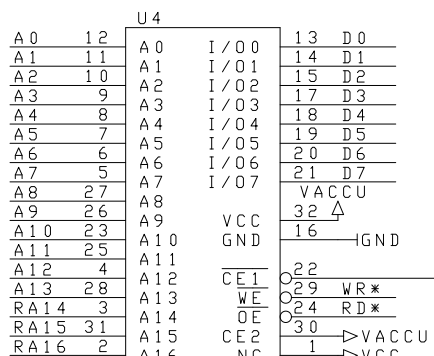 U4
A0 12 A0 I/O0 13 D0
A1 11 A1 I/O1 14 D1
A2 10 A2 I/O2 15 D2
A3 9 A3 I/O3 17 D3
A4 8 A4 I/O4 18 D4
A5 7 A5 I/O5 19 D5
A6 6 A6 I/O6 20 D6
A7 5 A7 I/O7 21 D7
A8 27 A8 VACCU
A9 26 A9 VCC 32
A10 23 A10 GND 16 GND
A11 25 A11
A12 4 A12 CE1 22
A13 28 A13 WE 29 WR*
RA14 3 A14 OE 24 RD*
RA15 31 A15 CE2 30 VACCU
RA16 2 A16 NC 1 VCC